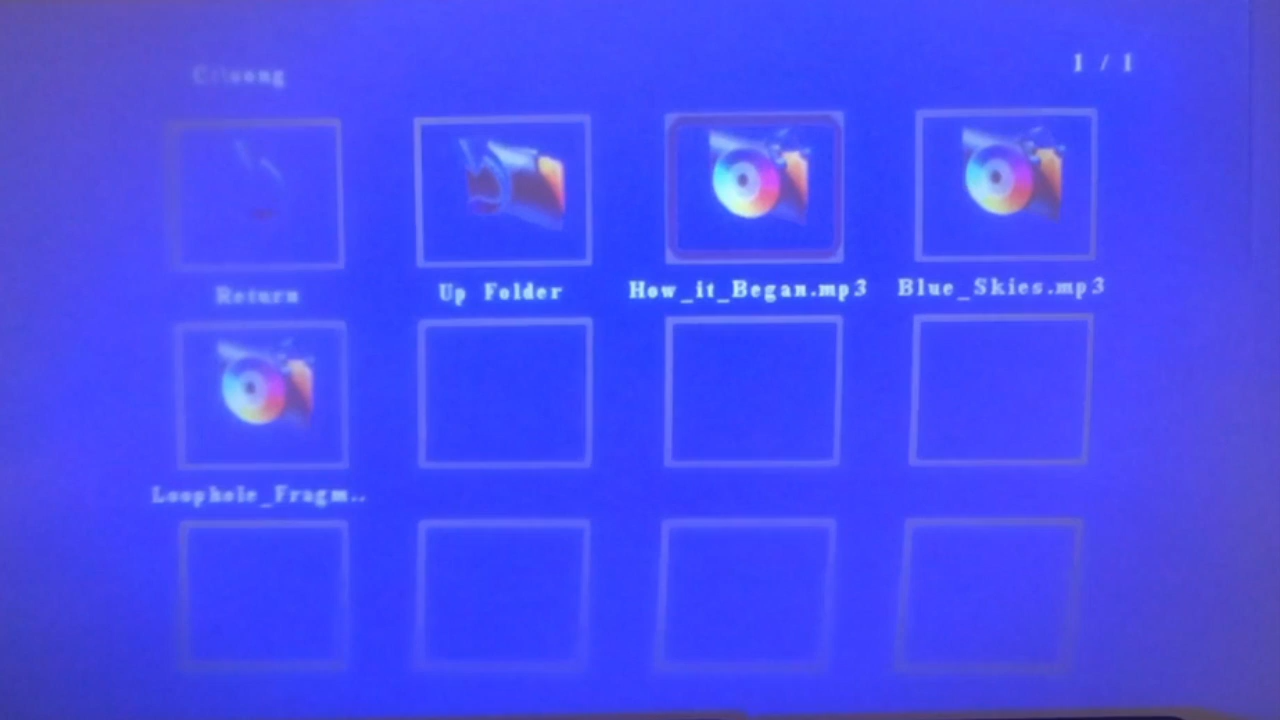 1 / 1
Return
Up Folder
How_it_Began.mp3
Blue_Skies.mp3
Loophole_Fragm..